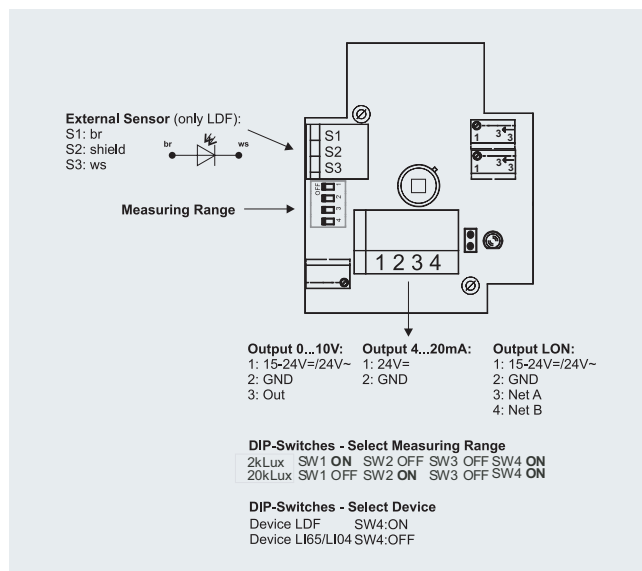 External Sensor (only LDF):
S1: br
S2: shield
S3: ws
br
ws
S1
S2
S3
OFF
1
2
3
4
Measuring Range
1 3 3
1 3 3
1 2 3 4
Output 0...10V:
1: 15-24V=/24V~
2: GND
3: Out
Output 4...20mA:
1: 24V=
2: GND
Output LON:
1: 15-24V=/24V~
2: GND
3: Net A
4: Net B
DIP-Switches - Select Measuring Range
2kLux SW1 ON SW2 OFF SW3 OFF SW4 ON
20kLux SW1 OFF SW2 ON SW3 OFF SW4 ON
DIP-Switches - Select Device
Device LDF SW4:ON
Device LI65/LI04 SW4:OFF